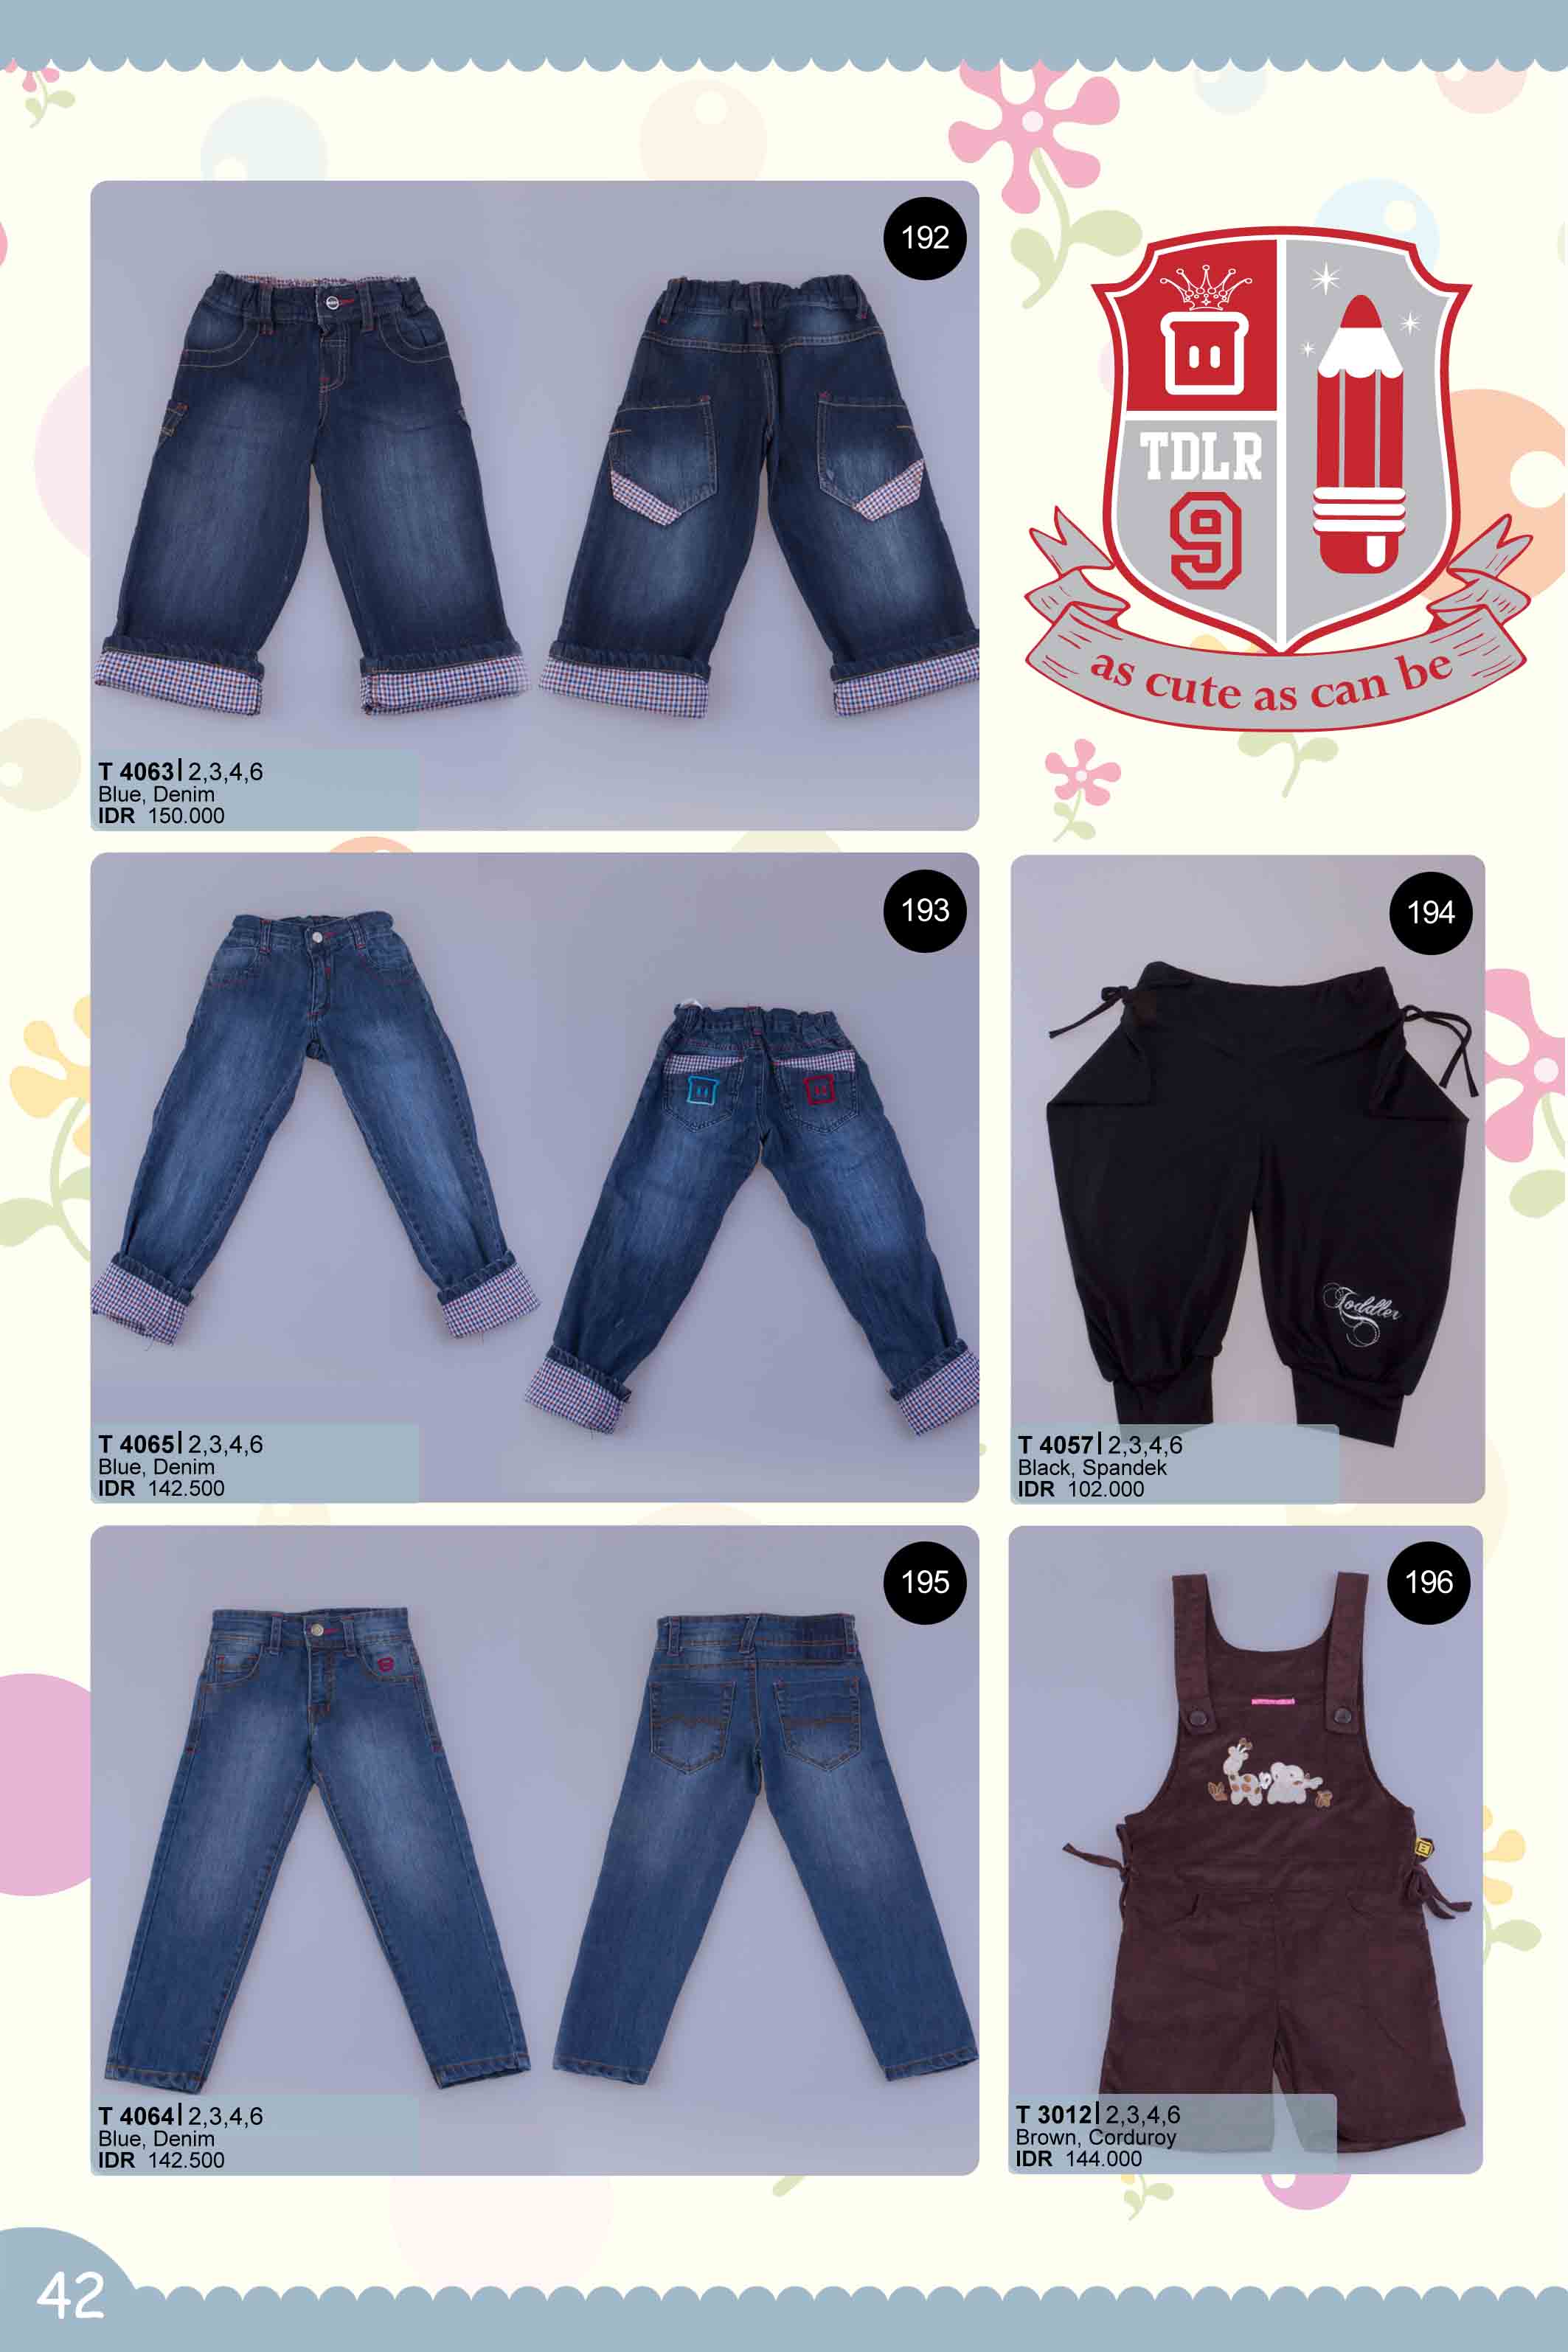 192
TDLR
9
as cute as can be
T 4063| 2,3,4,6
Blue, Denim
IDR 150.000
193
T 4065| 2,3,4,6
Blue, Denim
IDR 142.500
194
Toddler
T 4057| 2,3,4,6
Black, Spandek
IDR 102.000
195
T 4064| 2,3,4,6
Blue, Denim
IDR 142.500
196
T 3012| 2,3,4,6
Brown, Corduroy
IDR 144.000
42